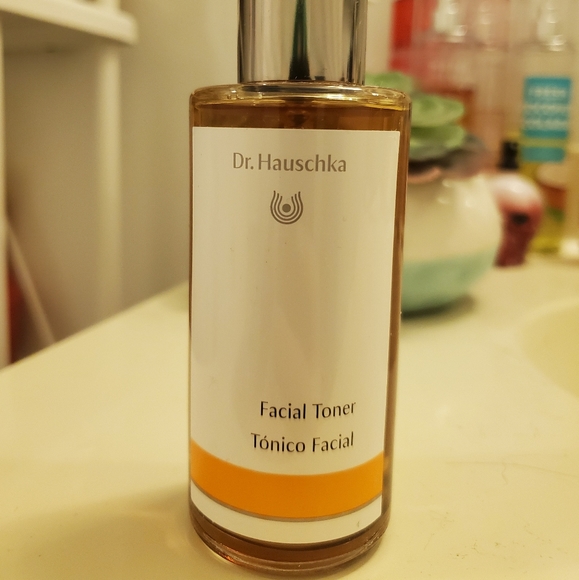 Dr. Hauschka
Facial Toner
Tónico Facial